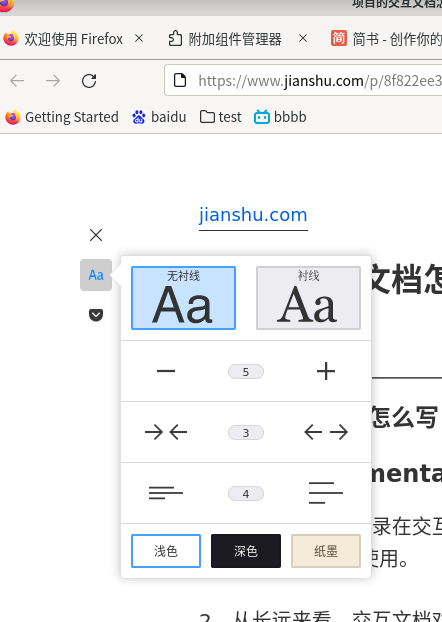 项目的交互文档怎
欢迎使用 Firefox
附加组件管理器
简 简书 - 创作你的
https://www.jianshu.com/p/8f822ee3
Getting Started
baidu
test
bbbb
jianshu.com
Aa
无衬线
Aa
衬线
Aa
文档怎
5
3
怎么写
menta
4
录在交互
使用。
浅色
深色
纸墨
2、从长远来看，交互文档对